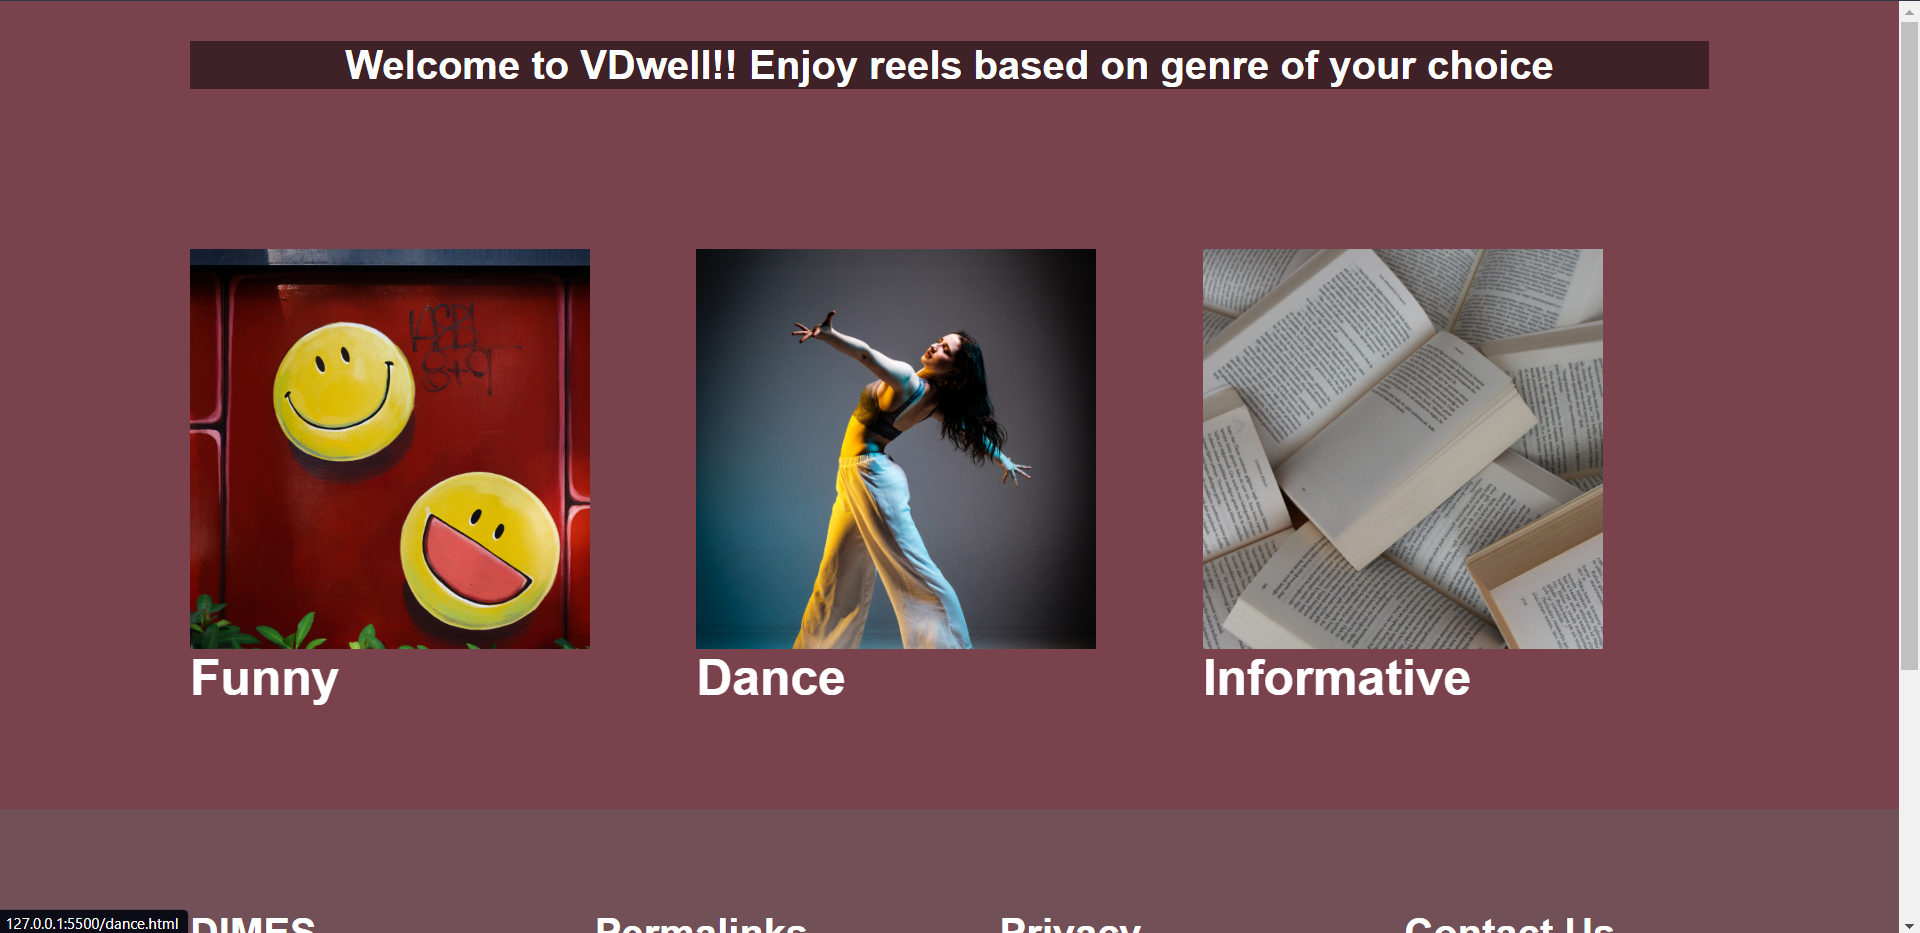 Welcome to VDwell!! Enjoy reels based on genre of your choice
Funny
Dance
Informative
DIMES
Permalinks
Privacy
Contact Us
127.0.0.1:5500/dance.html